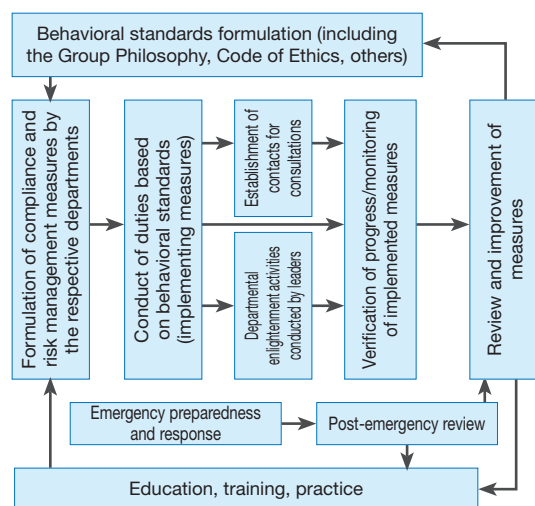 Behavioral standards formulation (including
the Group Philosophy, Code of Ethics, others)
Formulation of compliance and
risk management measures by
the respective departments
Conduct of duties based
on behavioral standards
(implementing measures)
Establishment of
contacts for
consultations
Departmental
enlightenment activities
conducted by leaders
Verification of progress/monitoring
of implemented measures
Review and improvement of
measures
Emergency preparedness
and response
Post-emergency review
Education, training, practice